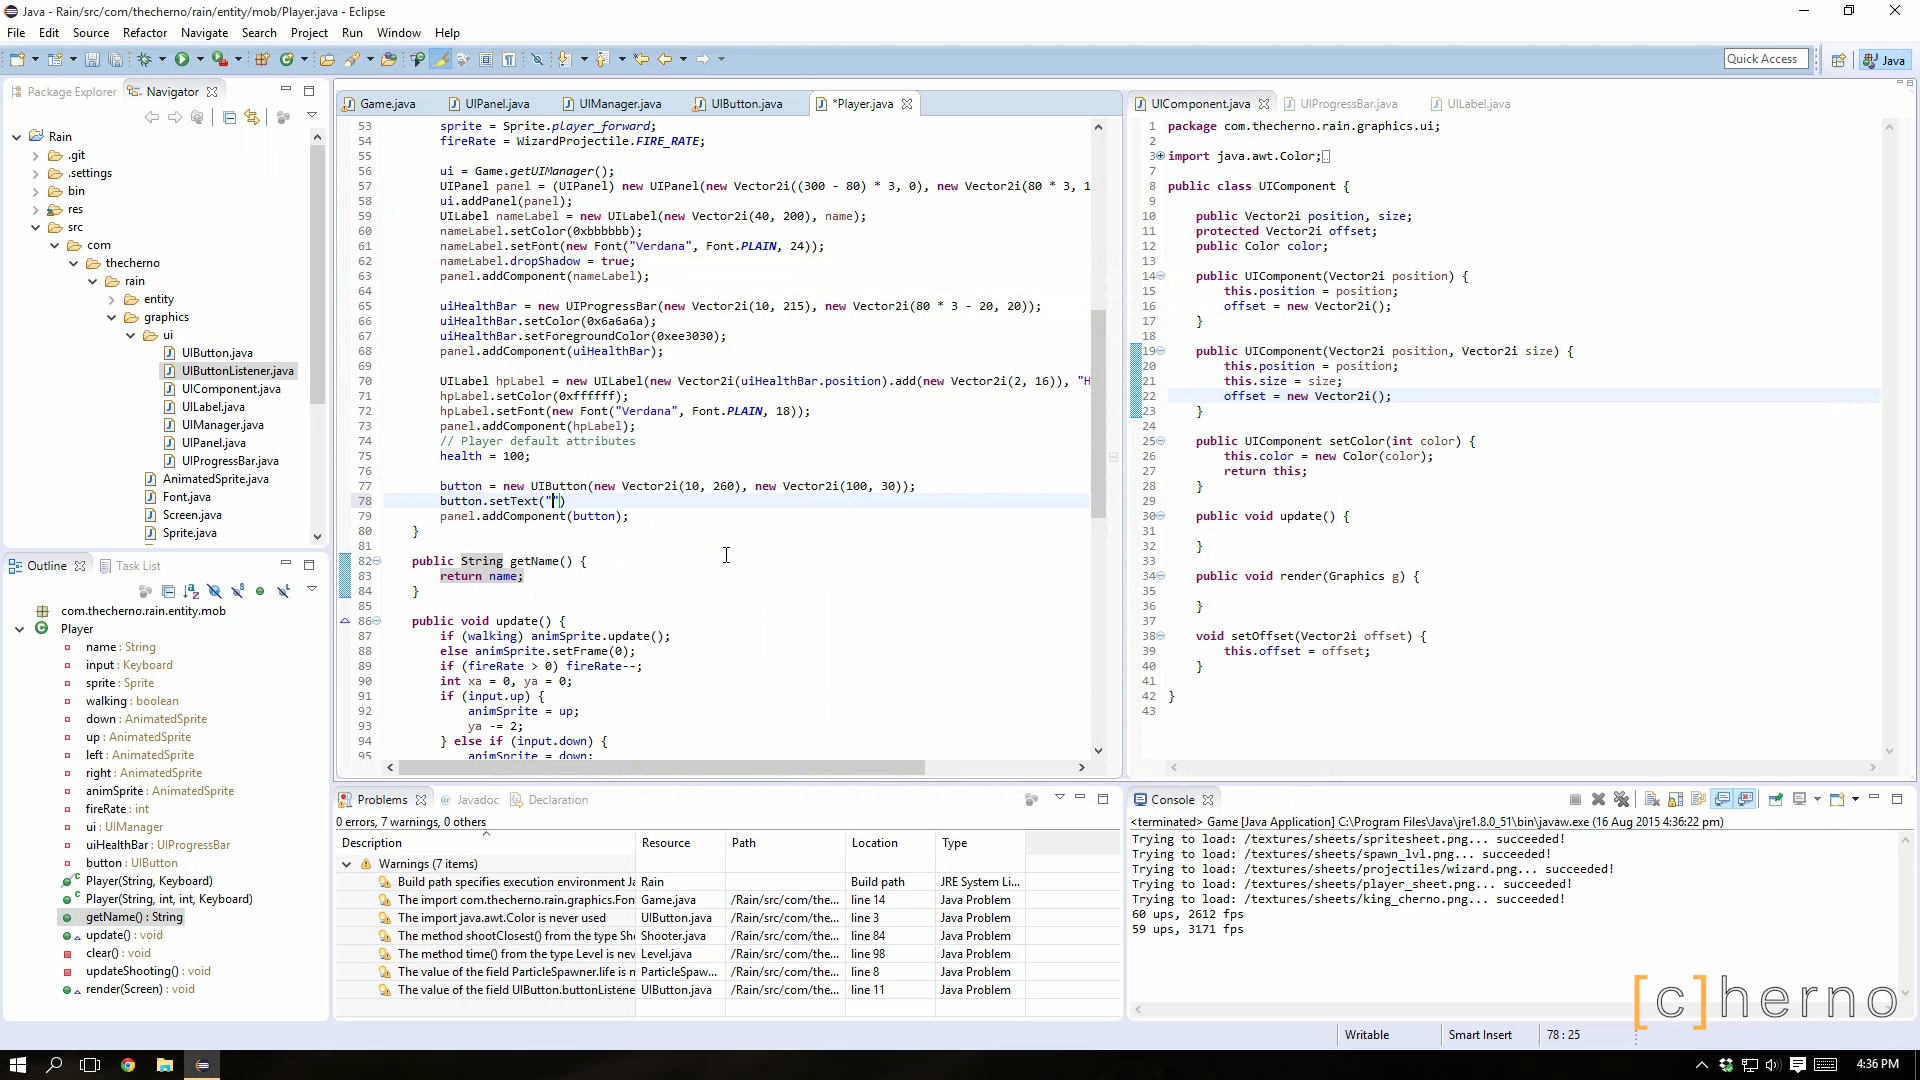 Java - Rain/src/com/thecherno/rain/entity/mob/Player.java - Eclipse
File Edit Source Refactor Navigate Search Project Run Window Help
Quick Access Java
Package Explorer Navigator
Rain
.git
.settings
bin
res
src
com
thecherno
rain
entity
graphics
ui
UIButton.java
UIButtonListener.java
UIComponent.java
UILabel.java
UIManager.java
UIPanel.java
UIProgressBar.java
AnimatedSprite.java
Font.java
Screen.java
Sprite.java
Outline Task List
com.thecherno.rain.entity.mob
Player
name : String
input : Keyboard
sprite : Sprite
walking : boolean
down : AnimatedSprite
up : AnimatedSprite
left : AnimatedSprite
right : AnimatedSprite
animSprite : AnimatedSprite
fireRate : int
ui : UIManager
uiHealthBar : UIProgressBar
button : UIButton
Player(String, Keyboard)
Player(String, int, int, Keyboard)
getName() : String
update() : void
clear() : void
updateShooting() : void
render(Screen) : void
Game.java UIPanel.java UIManager.java UIButton.java *Player.java
53 sprite = Sprite.player_forward;
54 fireRate = WizardProjectile.FIRE_RATE;
55
56 ui = Game.getUIManager();
57 UIPanel panel = (UIPanel) new UIPanel(new Vector2i((300 - 80) * 3, 0), new Vector2i(80 * 3, 1
58 ui.addPanel(panel);
59 UILabel nameLabel = new UILabel(new Vector2i(40, 200), name);
60 nameLabel.setColor(0xbbbbbb);
61 nameLabel.setFont(new Font("Verdana", Font.PLAIN, 24));
62 nameLabel.dropShadow = true;
63 panel.addComponent(nameLabel);
64
65 uiHealthBar = new UIProgressBar(new Vector2i(10, 215), new Vector2i(80 * 3 - 20, 20));
66 uiHealthBar.setColor(0x6a6a6a);
67 uiHealthBar.setForegroundColor(0xee3030);
68 panel.addComponent(uiHealthBar);
69
70 UILabel hpLabel = new UILabel(new Vector2i(uiHealthBar.position).add(new Vector2i(2, 16)), "H
71 hpLabel.setColor(0xffffff);
72 hpLabel.setFont(new Font("Verdana", Font.PLAIN, 18));
73 panel.addComponent(hpLabel);
74 // Player default attributes
75 health = 100;
76
77 button = new UIButton(new Vector2i(10, 260), new Vector2i(100, 30));
78 button.setText("")
79 panel.addComponent(button);
80 }
81
82 public String getName() {
83 return name;
84 }
85
86 public void update() {
87 if (walking) animSprite.update();
88 else animSprite.setFrame(0);
89 if (fireRate > 0) fireRate--;
90 int xa = 0, ya = 0;
91 if (input.up) {
92 animSprite = up;
93 ya -= 2;
94 } else if (input.down) {
95 animSprite = down;
UIComponent.java UIProgressBar.java UILabel.java
1 package com.thecherno.rain.graphics.ui;
2
3 import java.awt.Color;
7
8 public class UIComponent {
9
10 public Vector2i position, size;
11 protected Vector2i offset;
12 public Color color;
13
14 public UIComponent(Vector2i position) {
15 this.position = position;
16 offset = new Vector2i();
17 }
18
19 public UIComponent(Vector2i position, Vector2i size) {
20 this.position = position;
21 this.size = size;
22 offset = new Vector2i();
23 }
24
25 public UIComponent setColor(int color) {
26 this.color = new Color(color);
27 return this;
28 }
29
30 public void update() {
31
32 }
33
34 public void render(Graphics g) {
35
36 }
37
38 void setOffset(Vector2i offset) {
39 this.offset = offset;
40 }
41
42 }
43
Problems Javadoc Declaration
0 errors, 7 warnings, 0 others
Description Resource Path Location Type
Warnings (7 items)
Build path specifies execution environment Ja Rain Build path JRE System Li...
The import com.thecherno.rain.graphics.Fon Game.java /Rain/src/com/the... line 14 Java Problem
The import java.awt.Color is never used UIButton.java /Rain/src/com/the... line 3 Java Problem
The method shootClosest() from the type Sho Shooter.java /Rain/src/com/the... line 84 Java Problem
The method time() from the type Level is nev Level.java /Rain/src/com/the... line 98 Java Problem
The value of the field ParticleSpawner.life is n ParticleSpaw... /Rain/src/com/the... line 8 Java Problem
The value of the field UIButton.buttonListene UIButton.java /Rain/src/com/the... line 11 Java Problem
Console
<terminated> Game [Java Application] C:\Program Files\Java\jre1.8.0_51\bin\javaw.exe (16 Aug 2015 4:36:22 pm)
Trying to load: /textures/sheets/spritesheet.png... succeeded!
Trying to load: /textures/sheets/spawn_lvl.png... succeeded!
Trying to load: /textures/sheets/projectiles/wizard.png... succeeded!
Trying to load: /textures/sheets/player_sheet.png... succeeded!
Trying to load: /textures/sheets/king_cherno.png... succeeded!
60 ups, 2612 fps
59 ups, 3171 fps
[c]herno
Writable Smart Insert 78 : 25
4:36 PM